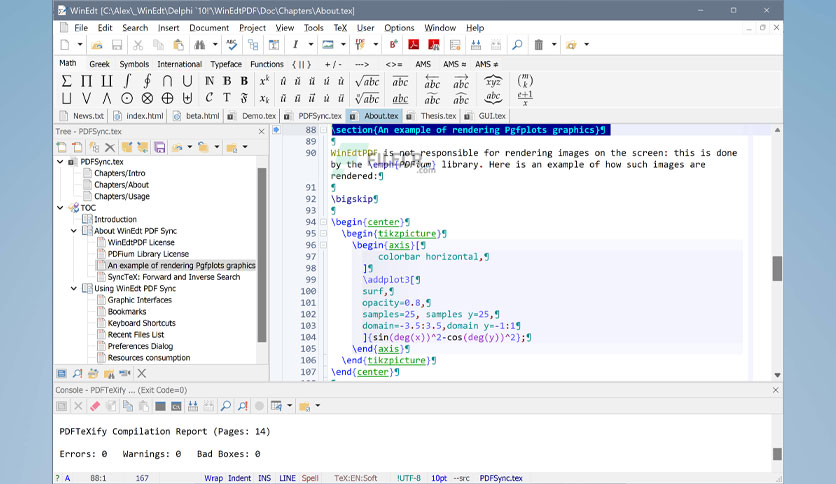 WinEdt [C:\Alex\_WinEdt\Delphi `10!`\WinEdtPDF\Doc\Chapters\About.tex]
File Edit Search Insert Document Project View Tools TeX User Options Window Help
Math Greek Symbols International Typeface Functions { | | } + / - ---> <=> AMS AMS ≈ AMS ≠
News.txt index.html beta.html Demo.tex PDFSync.tex About.tex Thesis.tex GUI.tex
Tree - PDFSync.tex
PDFSync.tex
Chapters/Intro
Chapters/About
Chapters/Usage
TOC
Introduction
About WinEdt PDF Sync
WinEdtPDF License
PDFium Library License
An example of rendering Pgfplots graphics
SyncTeX: Forward and Inverse Search
Using WinEdt PDF Sync
Graphic Interfaces
Bookmarks
Keyboard Shortcuts
Recent Files List
Preferences Dialog
Resources consumption
88 \section{An example of rendering Pgfplots graphics}¶
89 ¶
90 WinEdtPDF is not responsible for rendering images on the screen: this is done
by the \emph{PDFium} library. Here is an example of how such images are
rendered:¶
91 ¶
92 \bigskip¶
93 ¶
94 \begin{center}¶
95 \begin{tikzpicture}¶
96 \begin{axis}[¶
97 colorbar horizontal,¶
98 ]¶
99 \addplot3[¶
100 surf,¶
101 opacity=0.8,¶
102 samples=25, samples y=25,¶
103 domain=-3.5:3.5,domain y=-1:1¶
104 ]{sin(deg(x))^2-cos(deg(y))^2};¶
105 \end{axis}¶
106 \end{tikzpicture}¶
107 \end{center}¶
Console - PDFTeXify ... (Exit Code=0)
PDFTeXify Compilation Report (Pages: 14)
Errors: 0 Warnings: 0 Bad Boxes: 0
? A 88:1 167 Wrap Indent INS LINE Spell TeX:EN:Soft !UTF-8 10pt --src PDFSync.tex